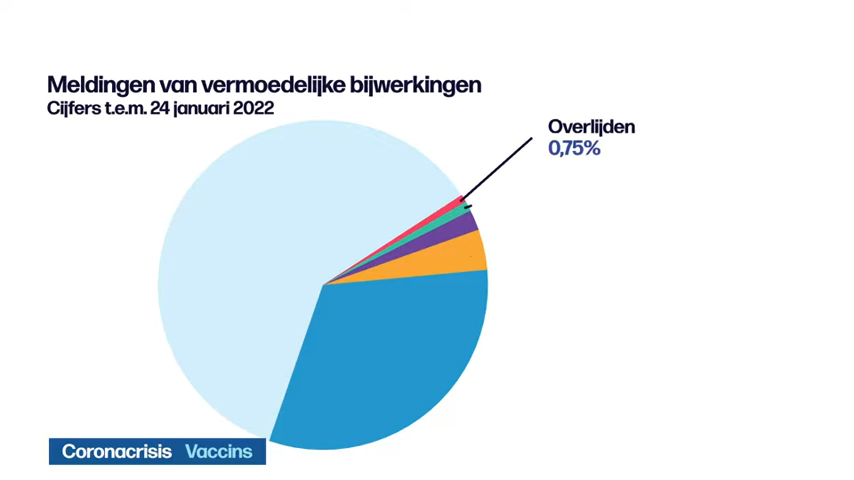 Meldingen van vermoedelijke bijwerkingen
Cijfers t.e.m. 24 januari 2022
Overlijden
0,75%
Coronacrisis Vaccins